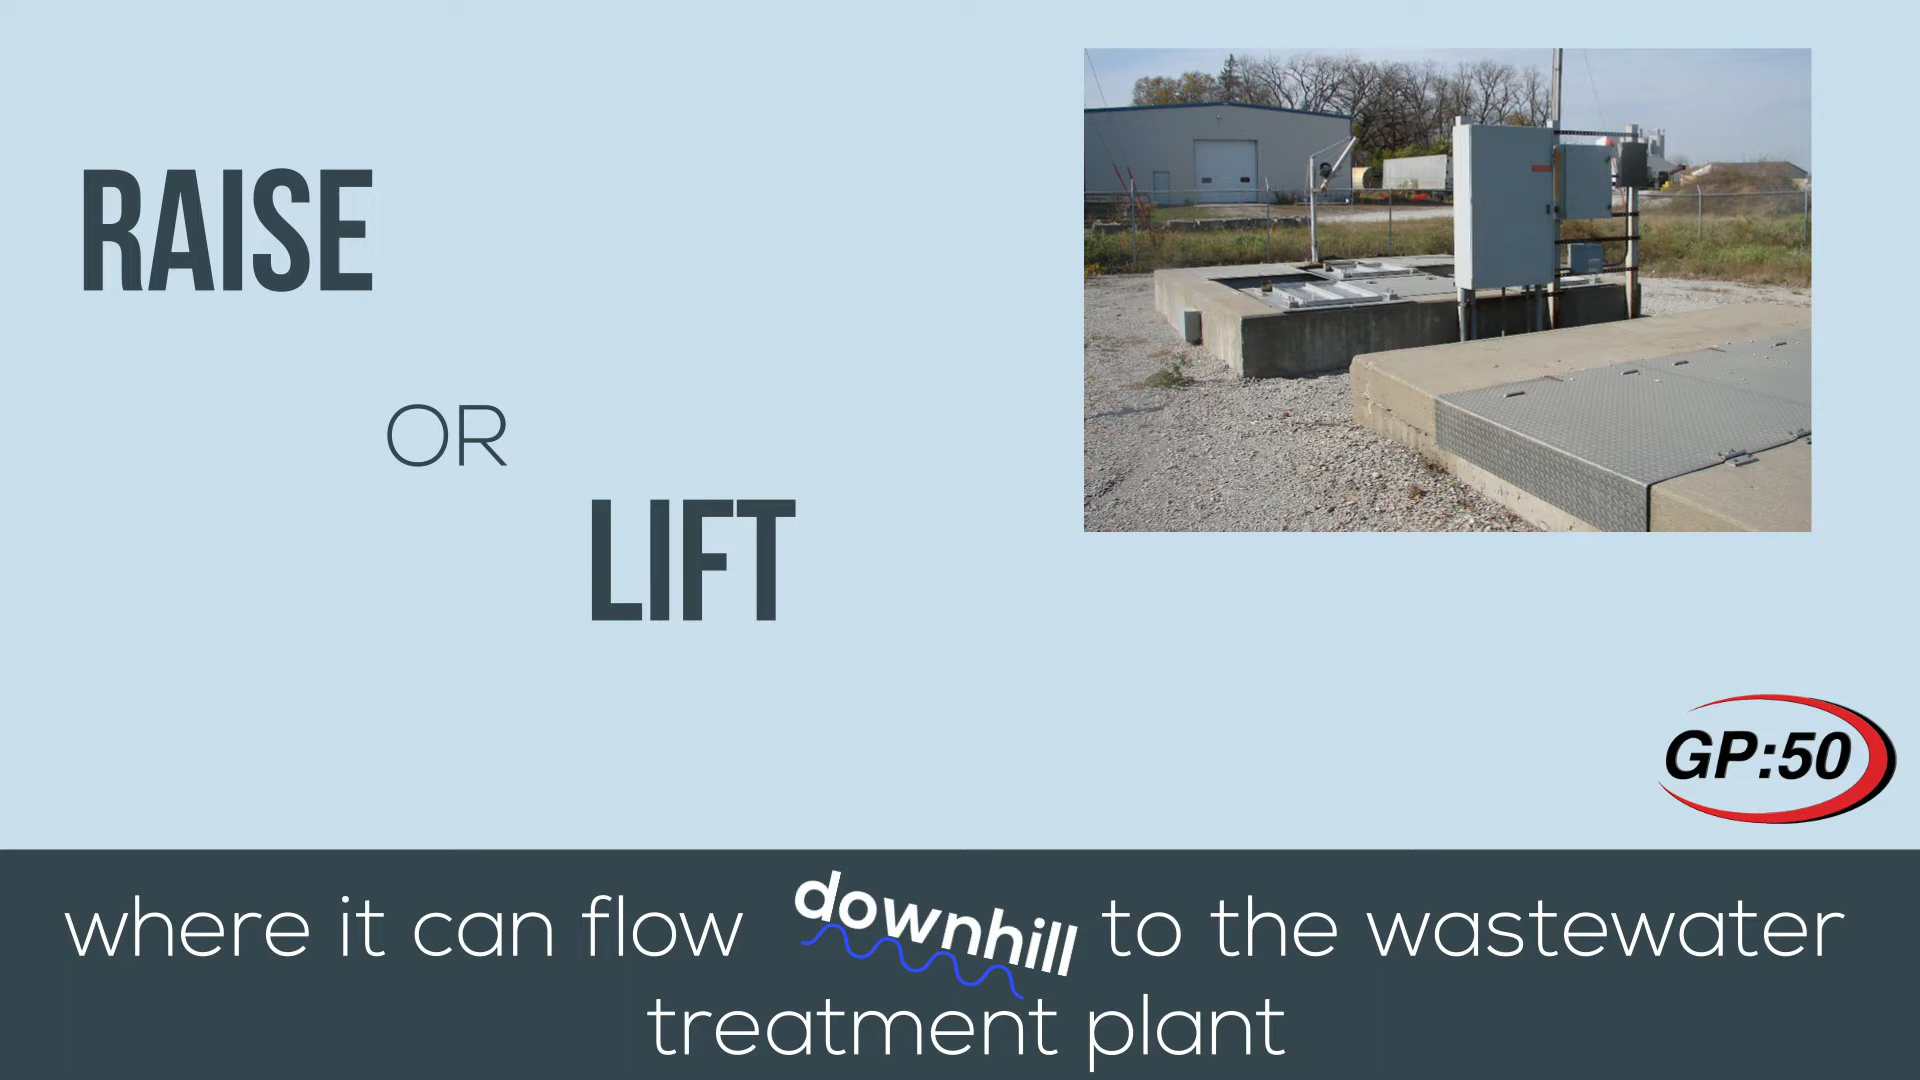 RAISE
OR
LIFT
GP:50
where it can flow downhill to the wastewater
treatment plant